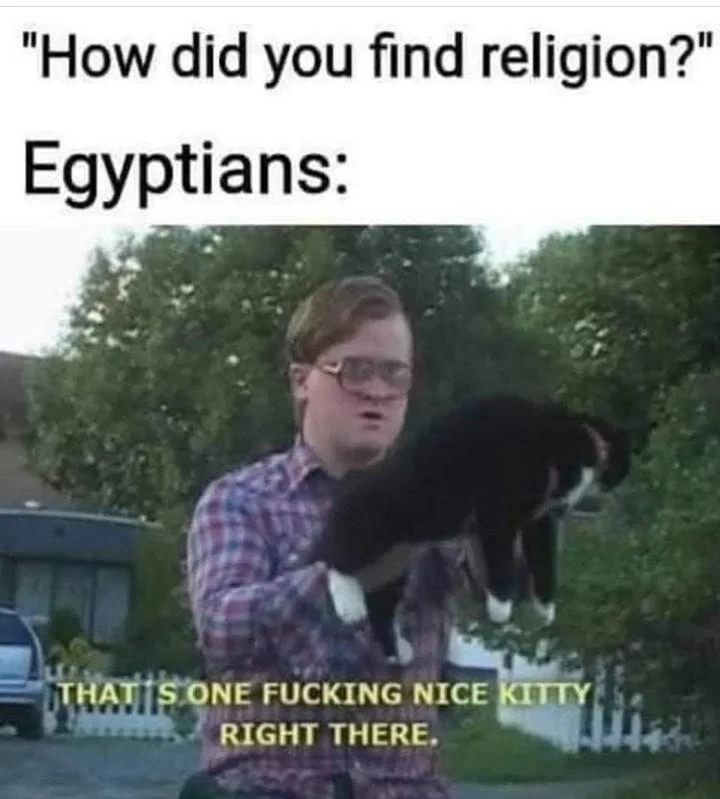 "How did you find religion?"
Egyptians:
THAT'S ONE FUCKING NICE KITTY
RIGHT THERE.